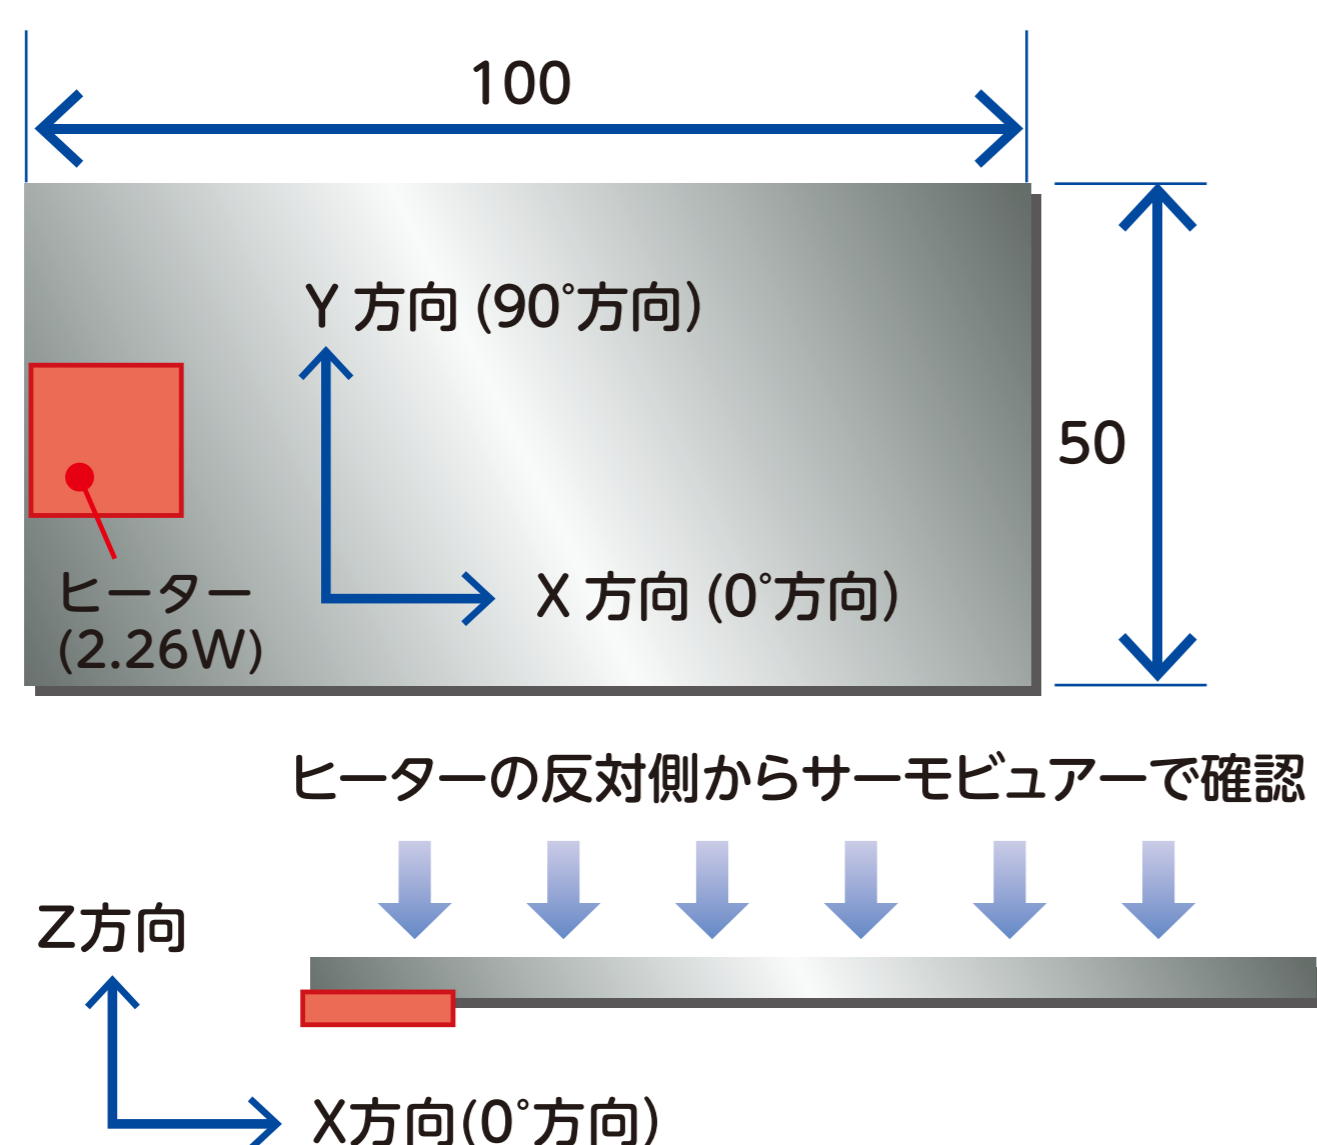 100
Y 方向 (90°方向)
50
X 方向 (0°方向)
ヒーター
(2.26W)
ヒーターの反対側からサーモビュアーで確認
Z方向
X方向(0°方向)